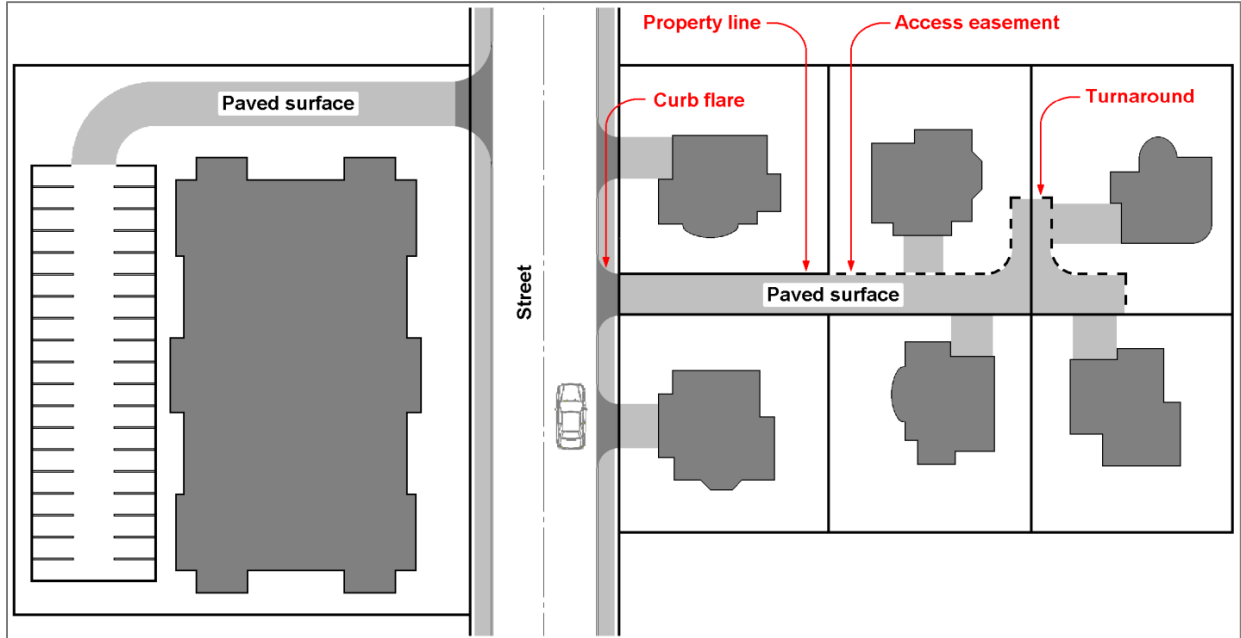 Property line
Access easement
Paved surface
Curb flare
Turnaround
Street
Paved surface